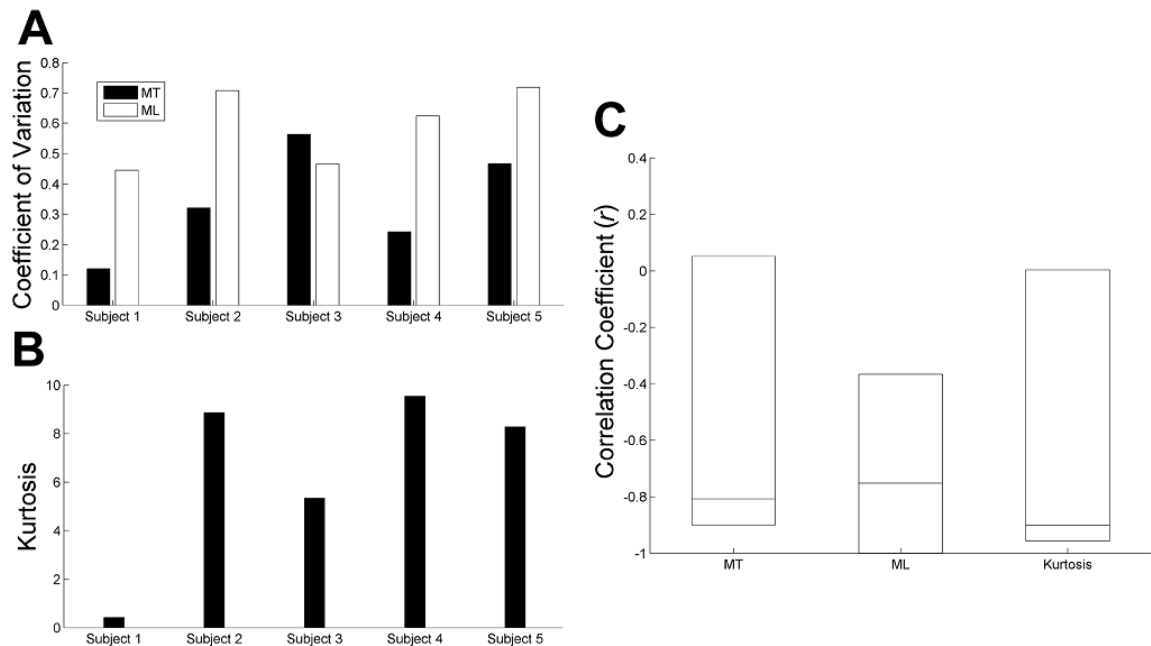 A
Coefficient of Variation
0.8
0.7
0.6
0.5
0.4
0.3
0.2
0.1
0
MT
ML
Subject 1
Subject 2
Subject 3
Subject 4
Subject 5
B
Kurtosis
10
8
6
4
2
0
Subject 1
Subject 2
Subject 3
Subject 4
Subject 5
C
Correlation Coefficient (r)
0.4
0.2
0
-0.2
-0.4
-0.6
-0.8
-1
MT
ML
Kurtosis